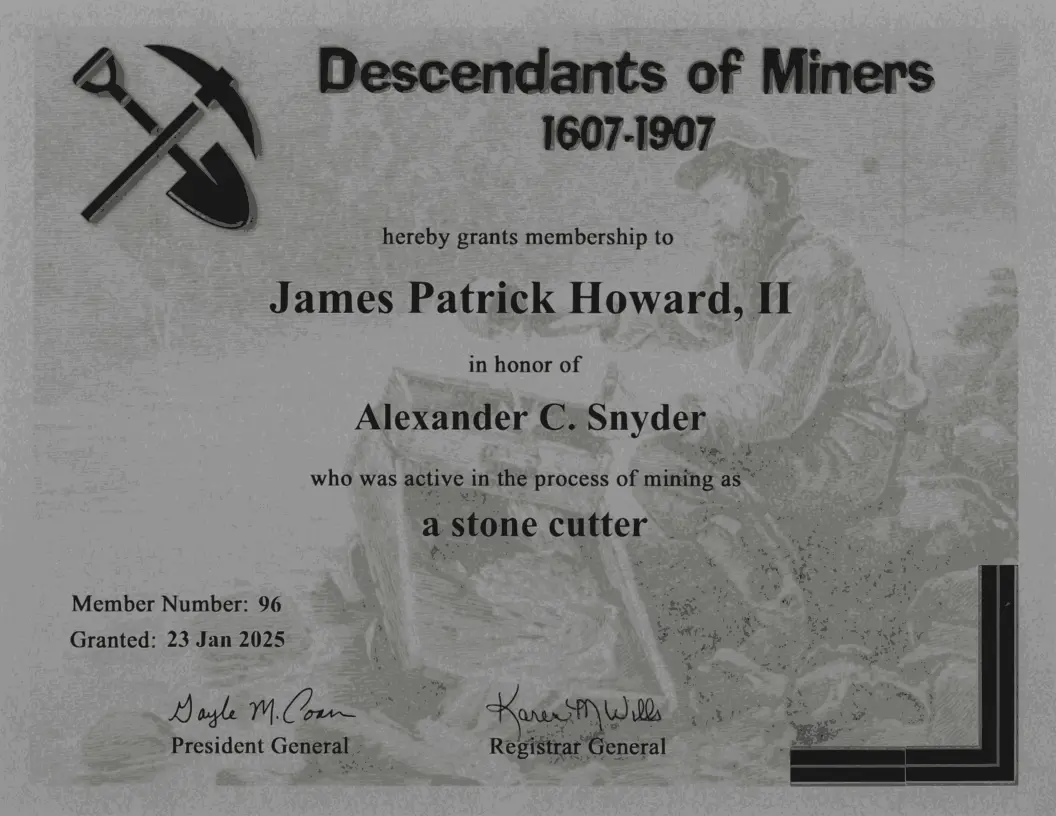 Descendants of Miners
1607-1907
hereby grants membership to
James Patrick Howard, II
in honor of
Alexander C. Snyder
who was active in the process of mining as
a stone cutter
Member Number: 96
Granted: 23 Jan 2025
Gayle M. Coan
Karen M Wills
President General
Registrar General